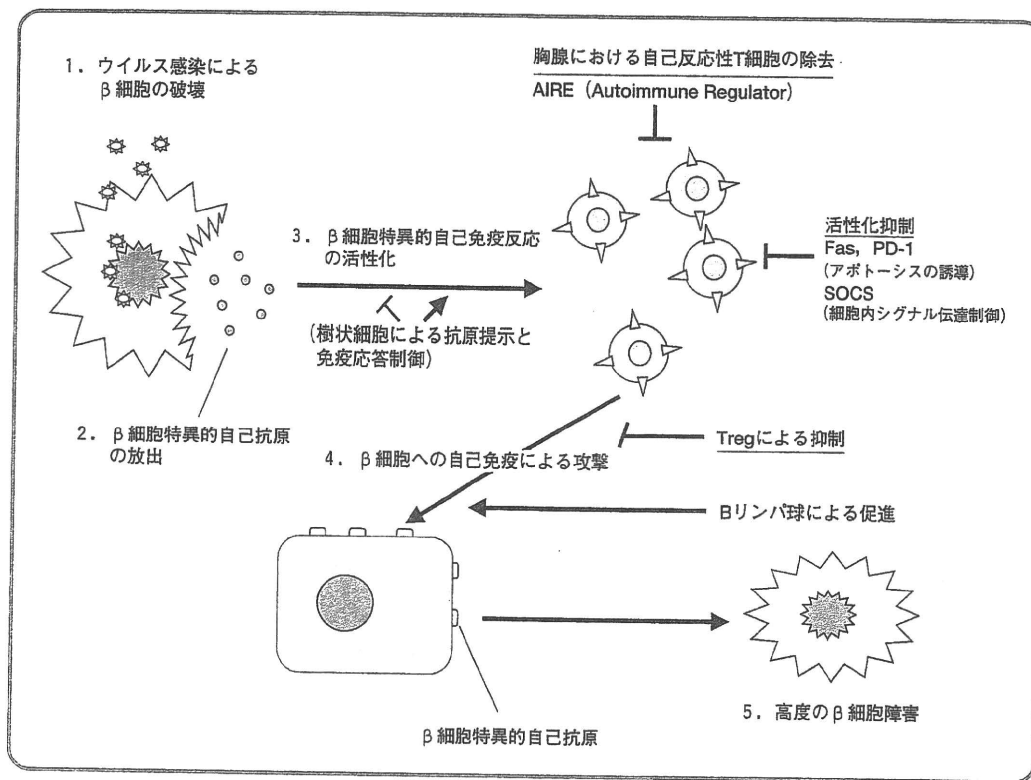 1. ウイルス感染による
β細胞の破壊
胸腺における自己反応性T細胞の除去
AIRE (Autoimmune Regulator)
3. β細胞特異的自己免疫反応
の活性化
活性化抑制
Fas, PD-1
(アポトーシスの誘導)
SOCS
(細胞内シグナル伝達制御)
(樹状細胞による抗原提示と
免疫応答制御)
2. β細胞特異的自己抗原
の放出
Tregによる抑制
4. β細胞への自己免疫による攻撃
Bリンパ球による促進
5. 高度のβ細胞障害
β細胞特異的自己抗原